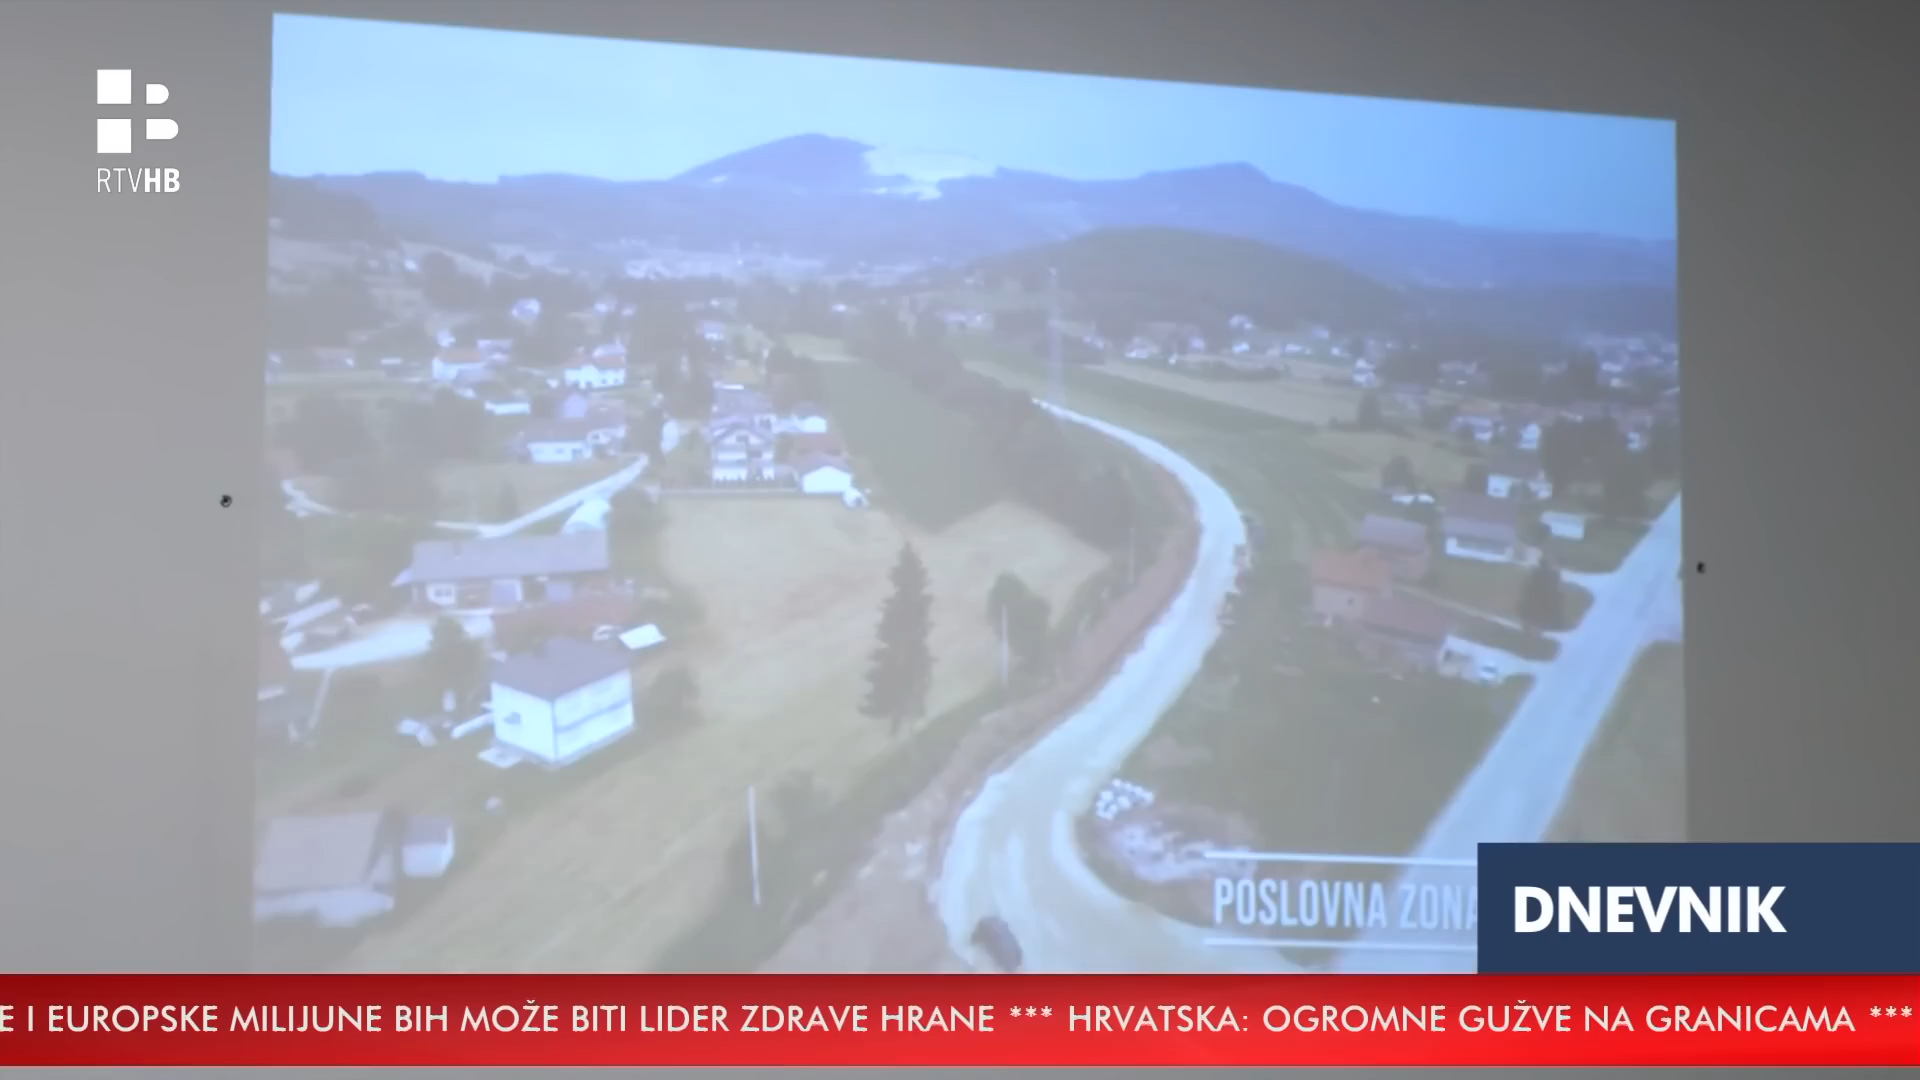 RTVHB
POSLOVNA ZONA
DNEVNIK
E I EUROPSKE MILIJUNE BIH MOŽE BITI LIDER ZDRAVE HRANE *** HRVATSKA: OGROMNE GUŽVE NA GRANICAMA ***